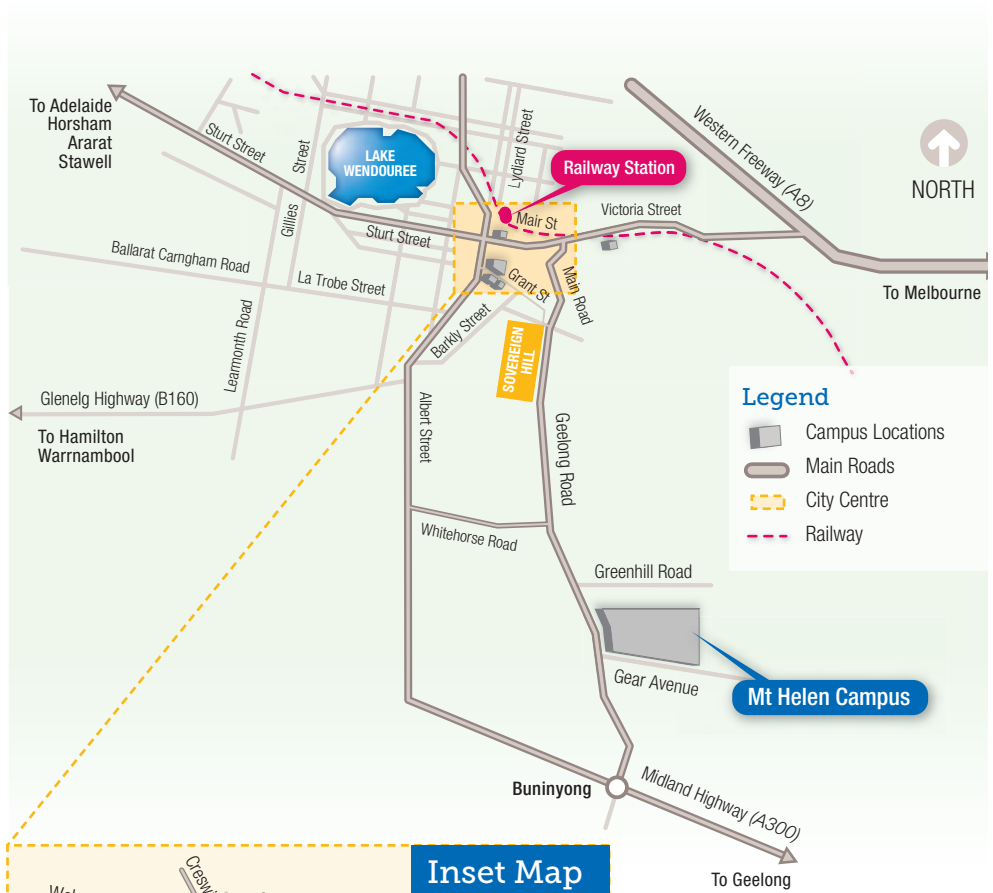 To Adelaide
Horsham
Ararat
Stawell
Sturt Street
Street
Gillies
LAKE
WENDOUREE
Lydiard Street
Railway Station
Western Freeway (A8)
NORTH
Mair St
Victoria Street
Sturt Street
Ballarat Carngham Road
La Trobe Street
Grant St
Main Road
To Melbourne
Learmonth Road
Barkly Street
SOVEREIGN
HILL
Glenelg Highway (B160)
To Hamilton
Warrnambool
Albert Street
Geelong Road
Legend
Campus Locations
Main Roads
City Centre
Railway
Whitehorse Road
Greenhill Road
Gear Avenue
Mt Helen Campus
Buninyong
Midland Highway (A300)
To Geelong
Inset Map